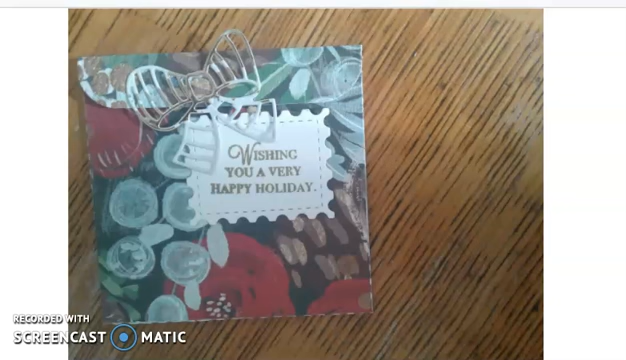 WISHING
YOU A VERY
HAPPY HOLIDAY.
RECORDED WITH
SCREENCAST MATIC